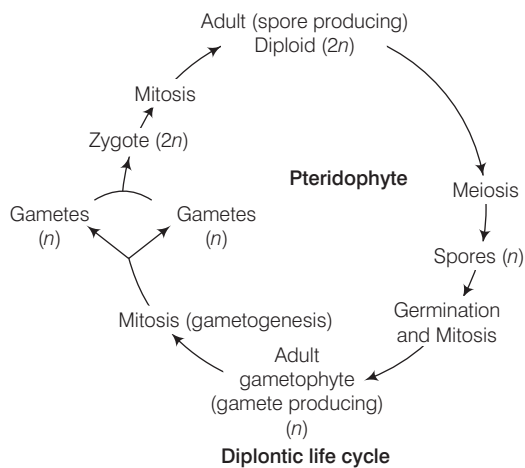 Adult (spore producing)
Diploid (2n)
Mitosis
Zygote (2n)
Pteridophyte
Meiosis
Gametes
(n)
Gametes
(n)
Spores (n)
Germination
and Mitosis
Mitosis (gametogenesis)
Adult
gametophyte
(gamete producing)
(n)
Diplontic life cycle